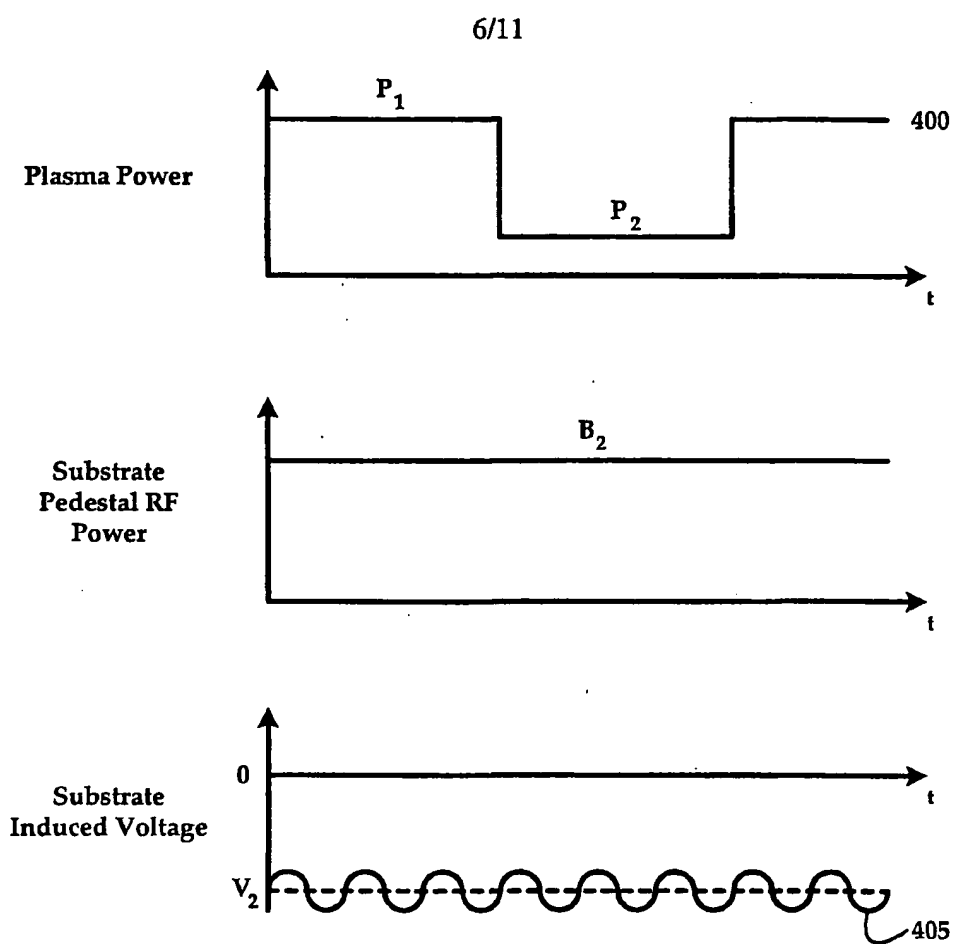 6/11
P1
400
Plasma Power
P2
t
B2
Substrate
Pedestal RF
Power
t
0
t
Substrate
Induced Voltage
V2
405